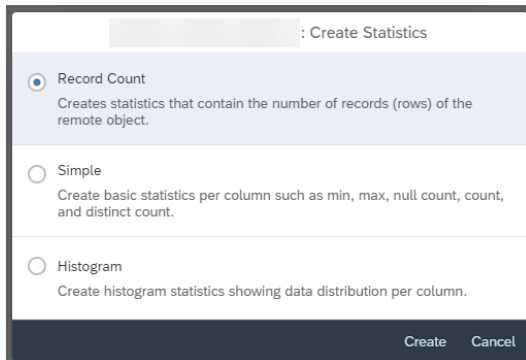 : Create Statistics
Record Count
Creates statistics that contain the number of records (rows) of the
remote object.
Simple
Create basic statistics per column such as min, max, null count, count,
and distinct count.
Histogram
Create histogram statistics showing data distribution per column.
Create Cancel